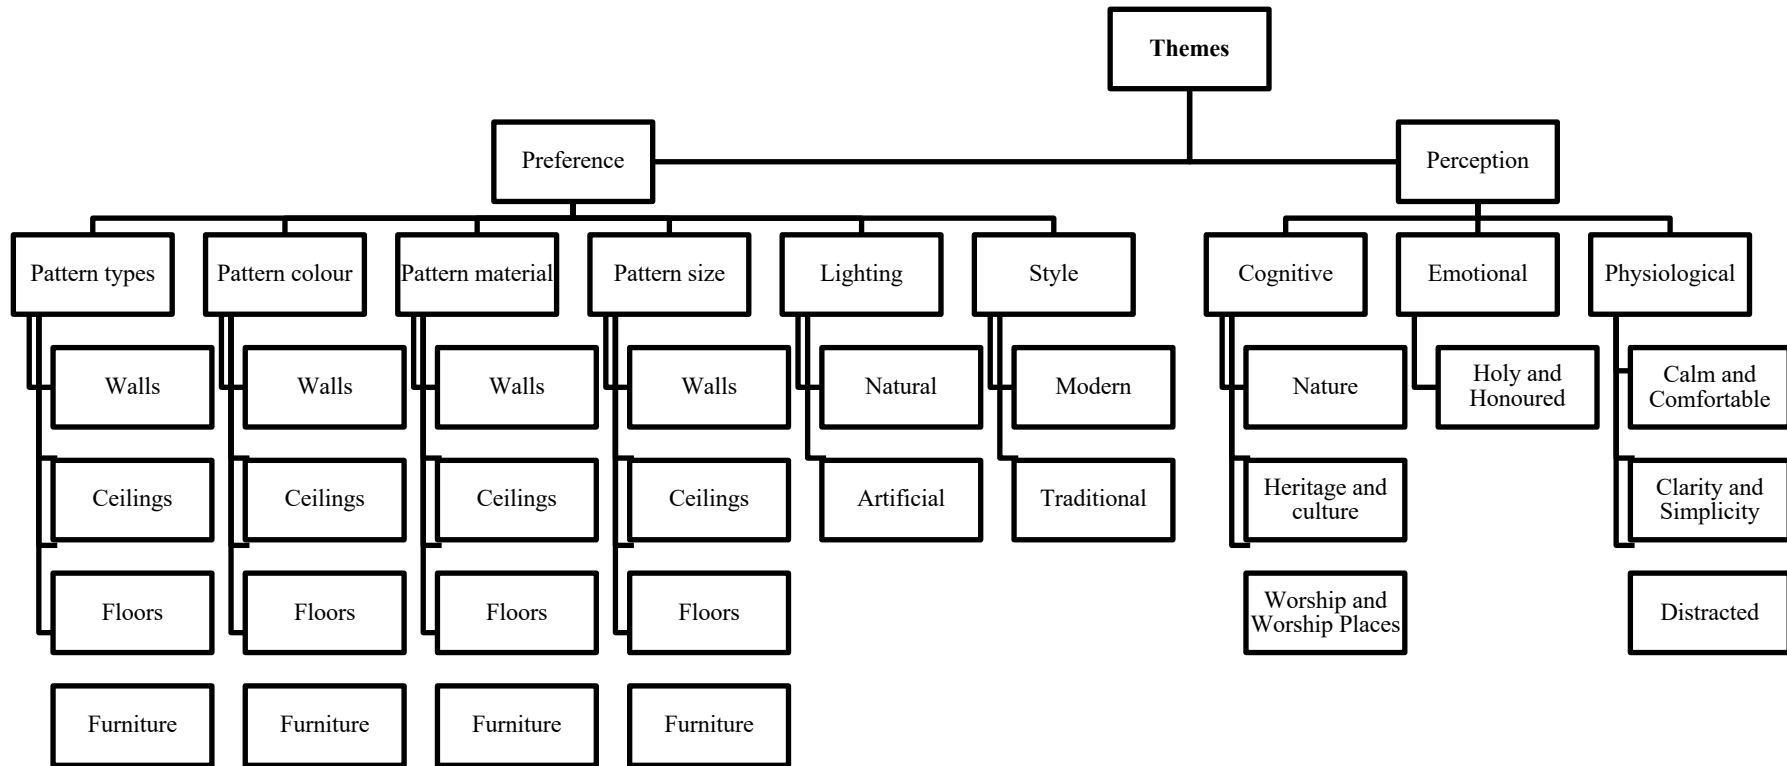 Themes
Preference
Perception
Pattern types
Pattern colour
Pattern material
Pattern size
Lighting
Style
Cognitive
Emotional
Physiological
Walls
Walls
Walls
Walls
Natural
Modern
Nature
Holy and
Honoured
Calm and
Comfortable
Ceilings
Ceilings
Ceilings
Ceilings
Artificial
Traditional
Heritage and
culture
Clarity and
Simplicity
Floors
Floors
Floors
Floors
Worship and
Worship Places
Distracted
Furniture
Furniture
Furniture
Furniture